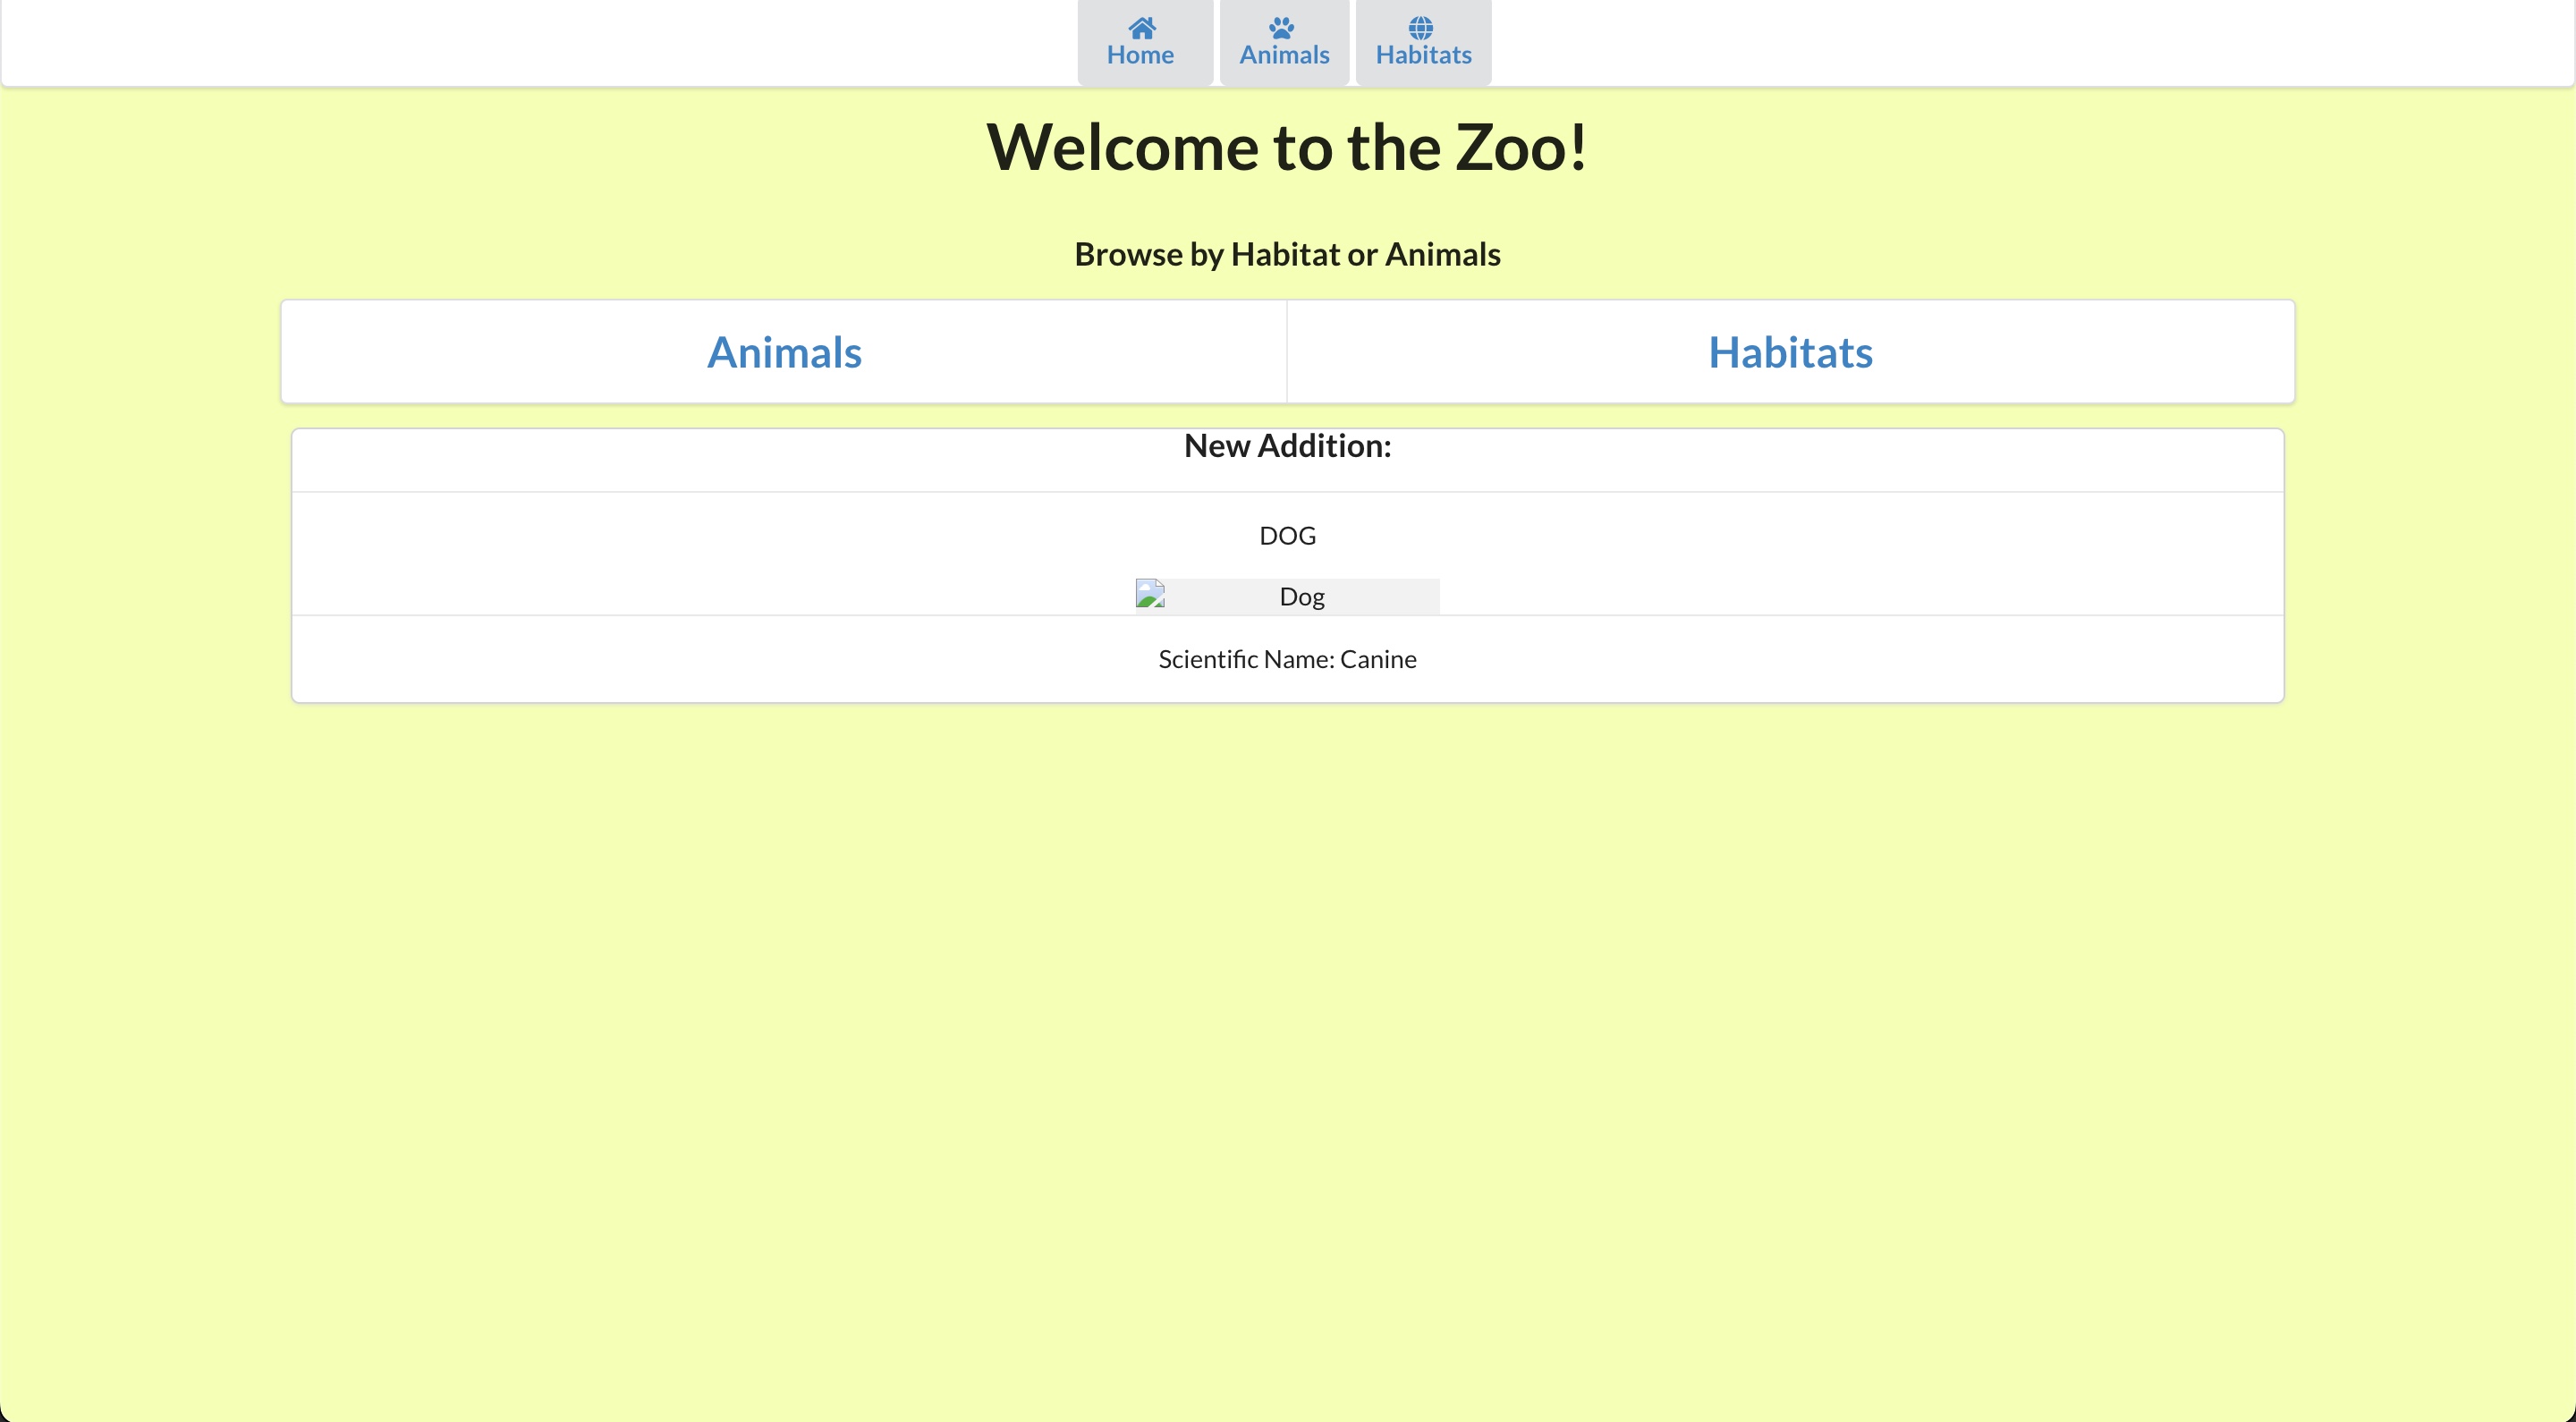 Home Animals Habitats
Welcome to the Zoo!
Browse by Habitat or Animals
Animals Habitats
New Addition:
DOG
Dog
Scientific Name: Canine